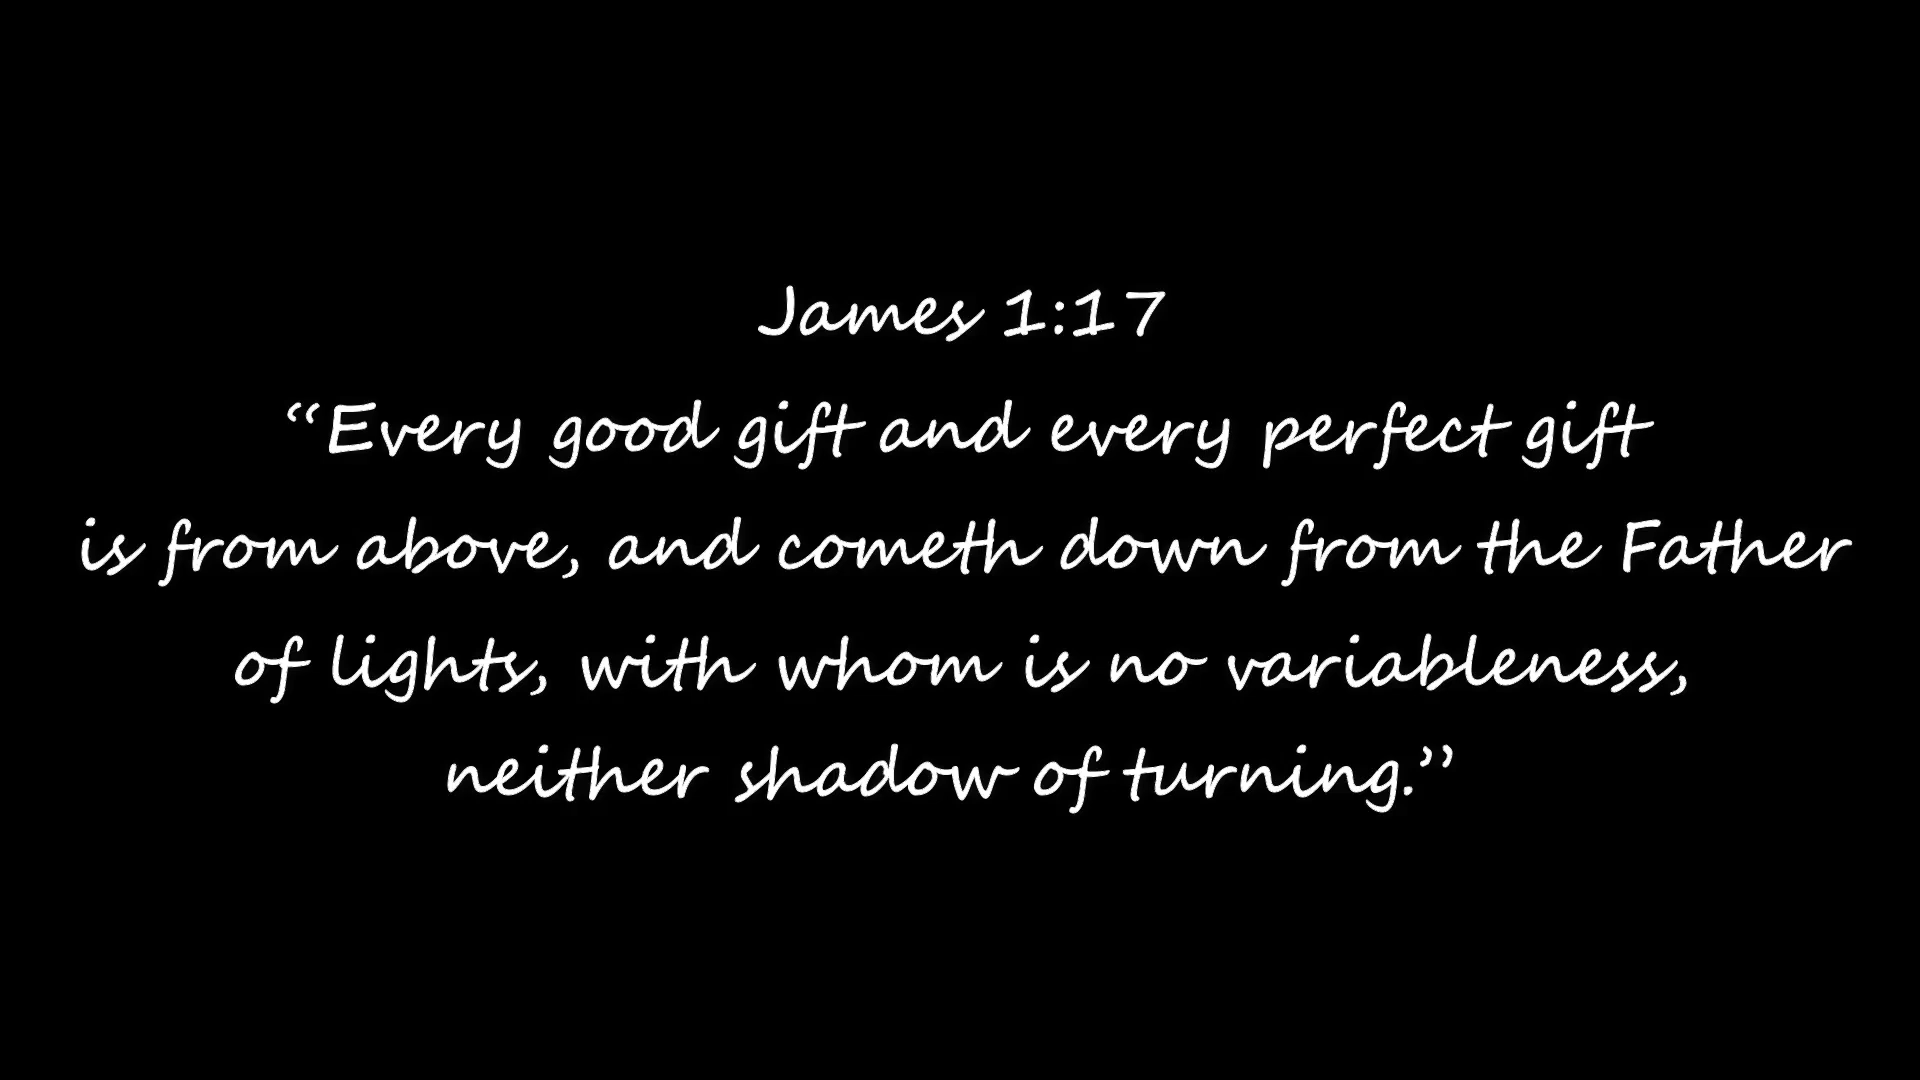 James 1:17
“Every good gift and every perfect gift
is from above, and cometh down from the Father
of lights, with whom is no variableness,
neither shadow of turning.”